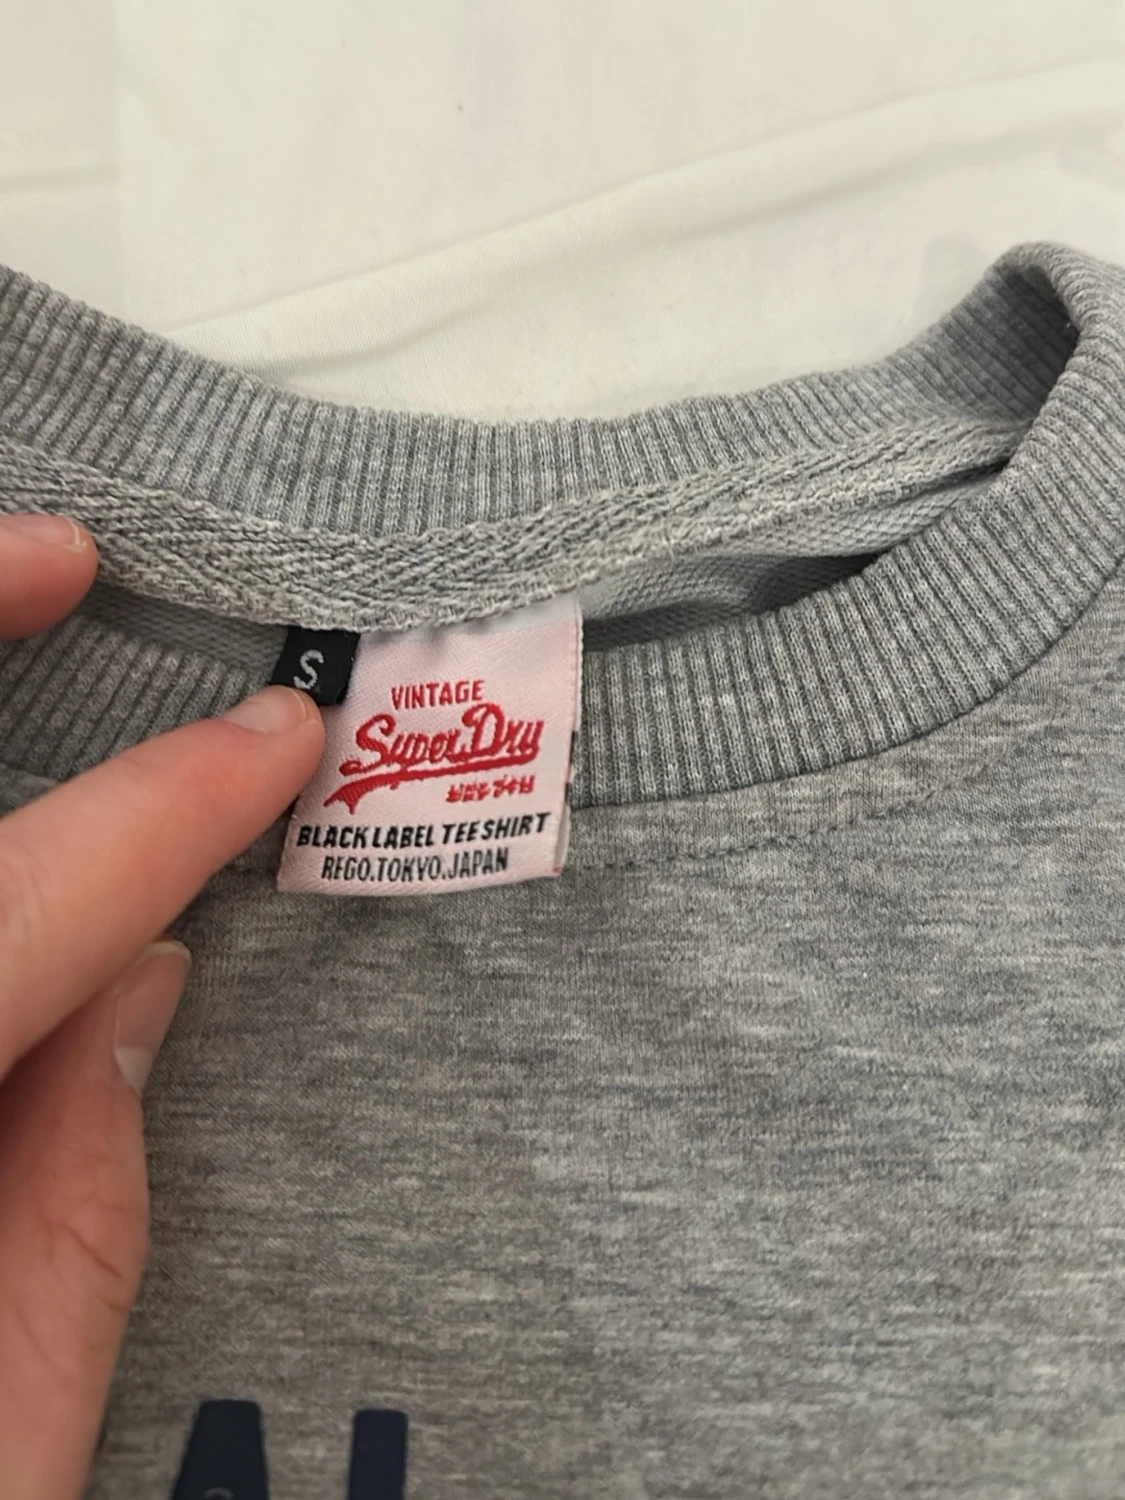 S
VINTAGE
SuperDry
BLACK LABEL TEE SHIRT
REGO.TOKYO.JAPAN